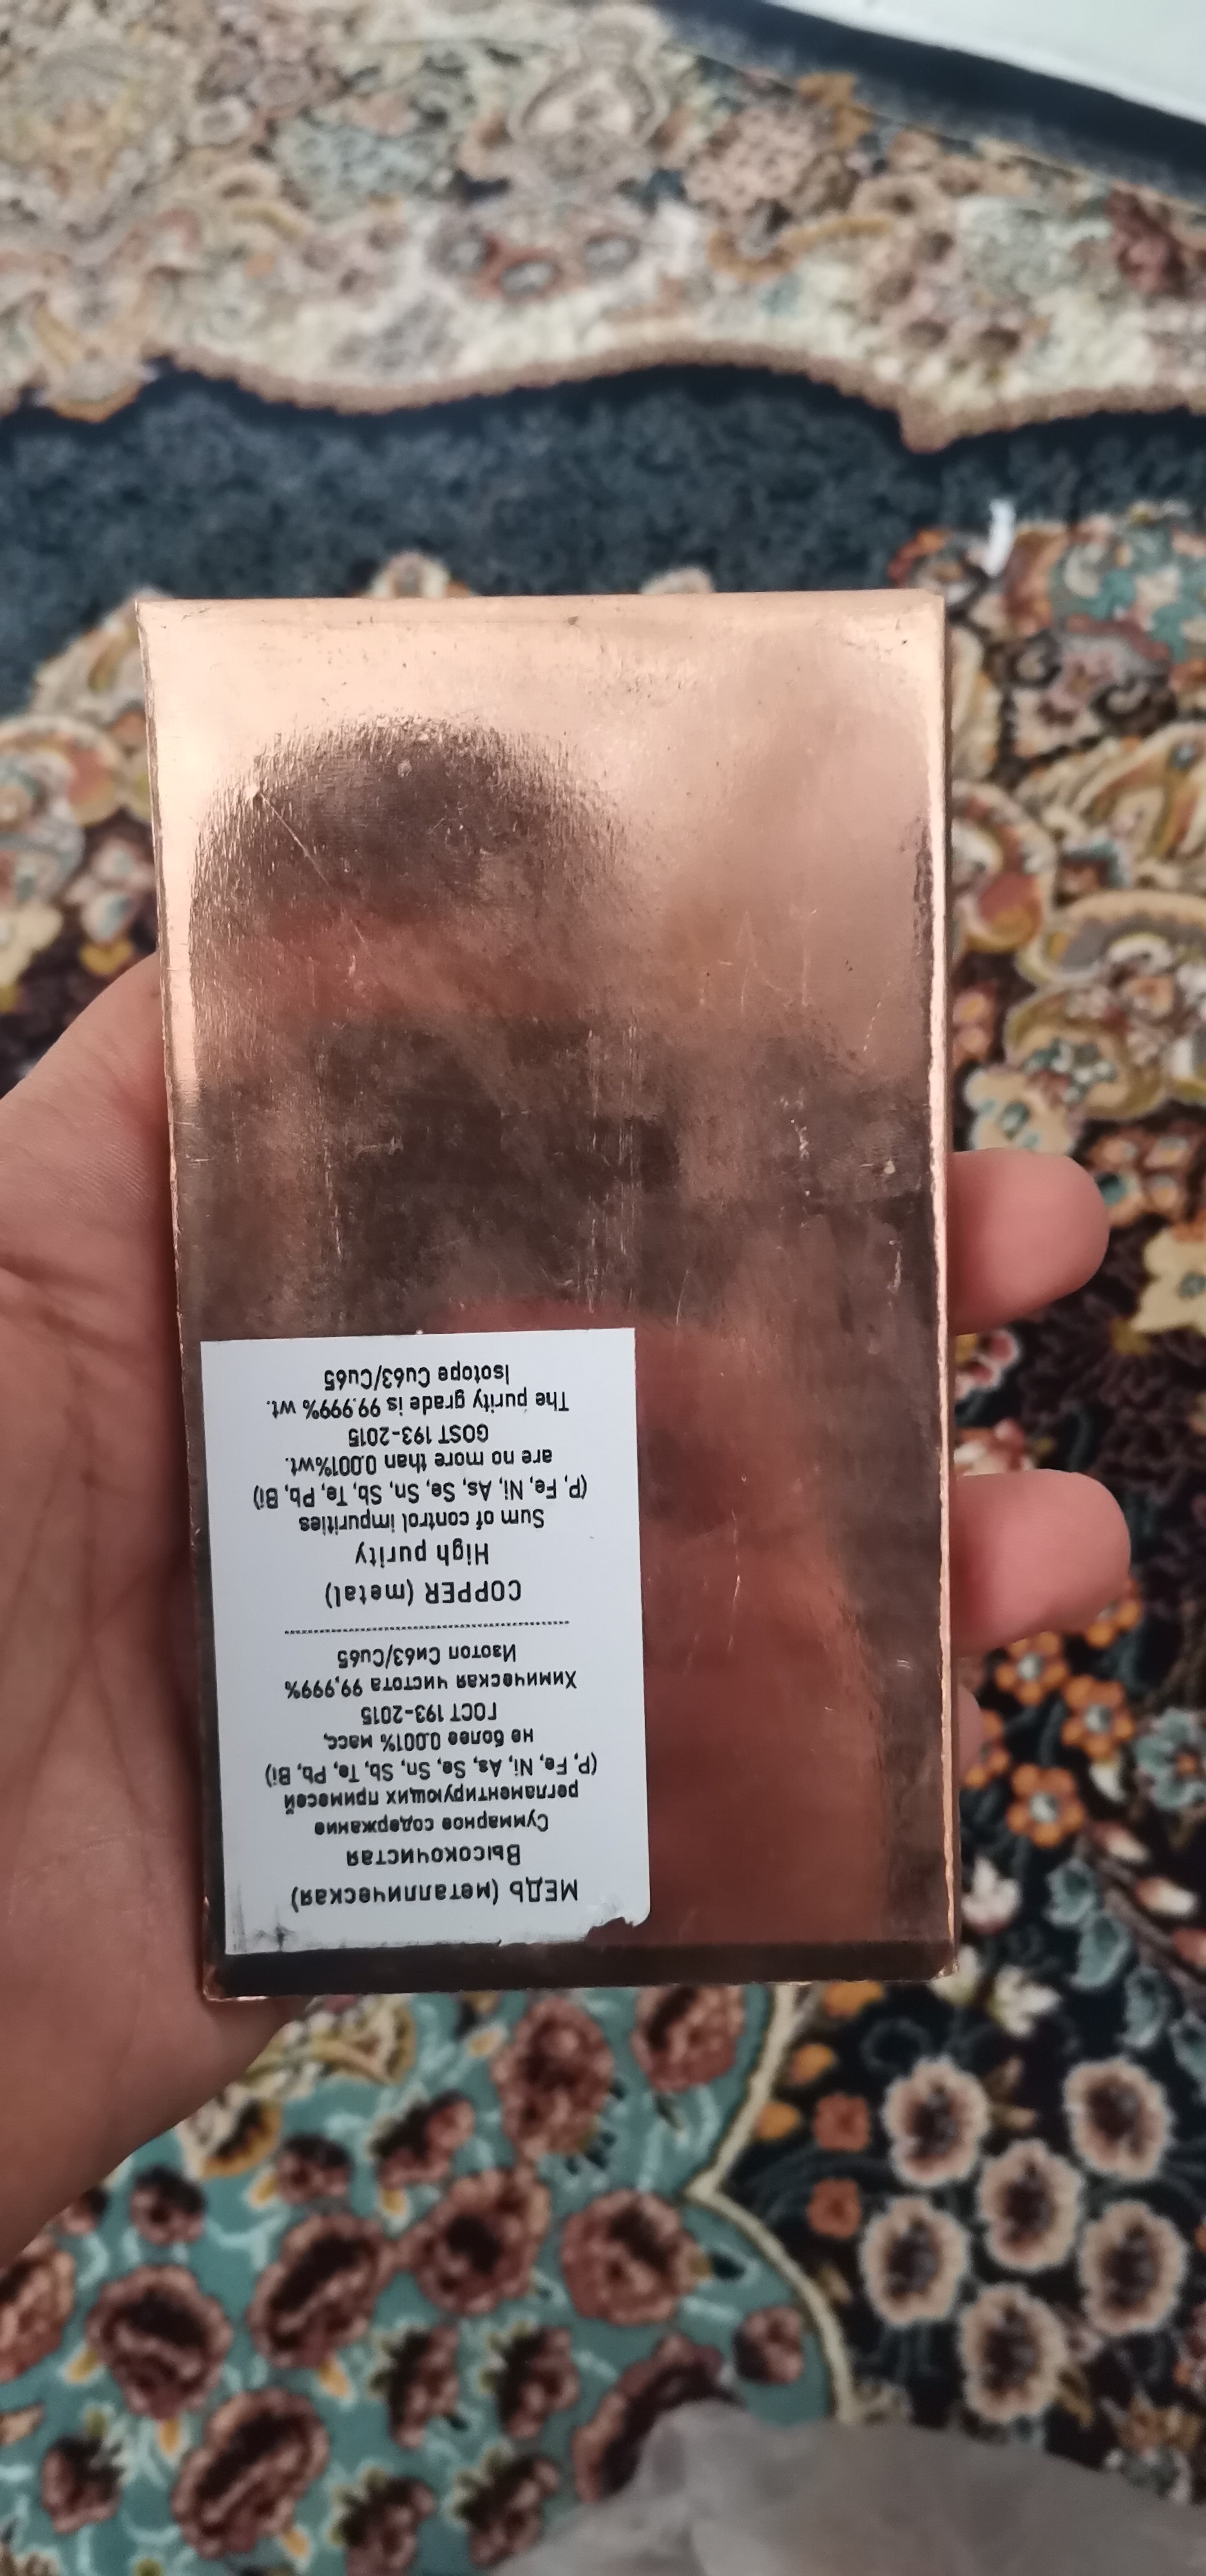 МЕДЬ (металлическая)
Высокочистая
Суммарное содержание
регламентирующих примесей
(P, Fe, Ni, As, Se, Sn, Sb, Te, Pb, Bi)
не более 0.001% масс,
ГОСТ 193-2015
Химическая чистота 99,999%
Изотоп Си63/Cu65
COPPER (metal)
High purity
Sum of control impurities
(P, Fe, Ni, As, Se, Sn, Sb, Te, Pb, Bi)
are no more than 0.001%wt.
GOST 193-2015
The purity grade is 99.999% wt.
Isotope Cu63/Cu65